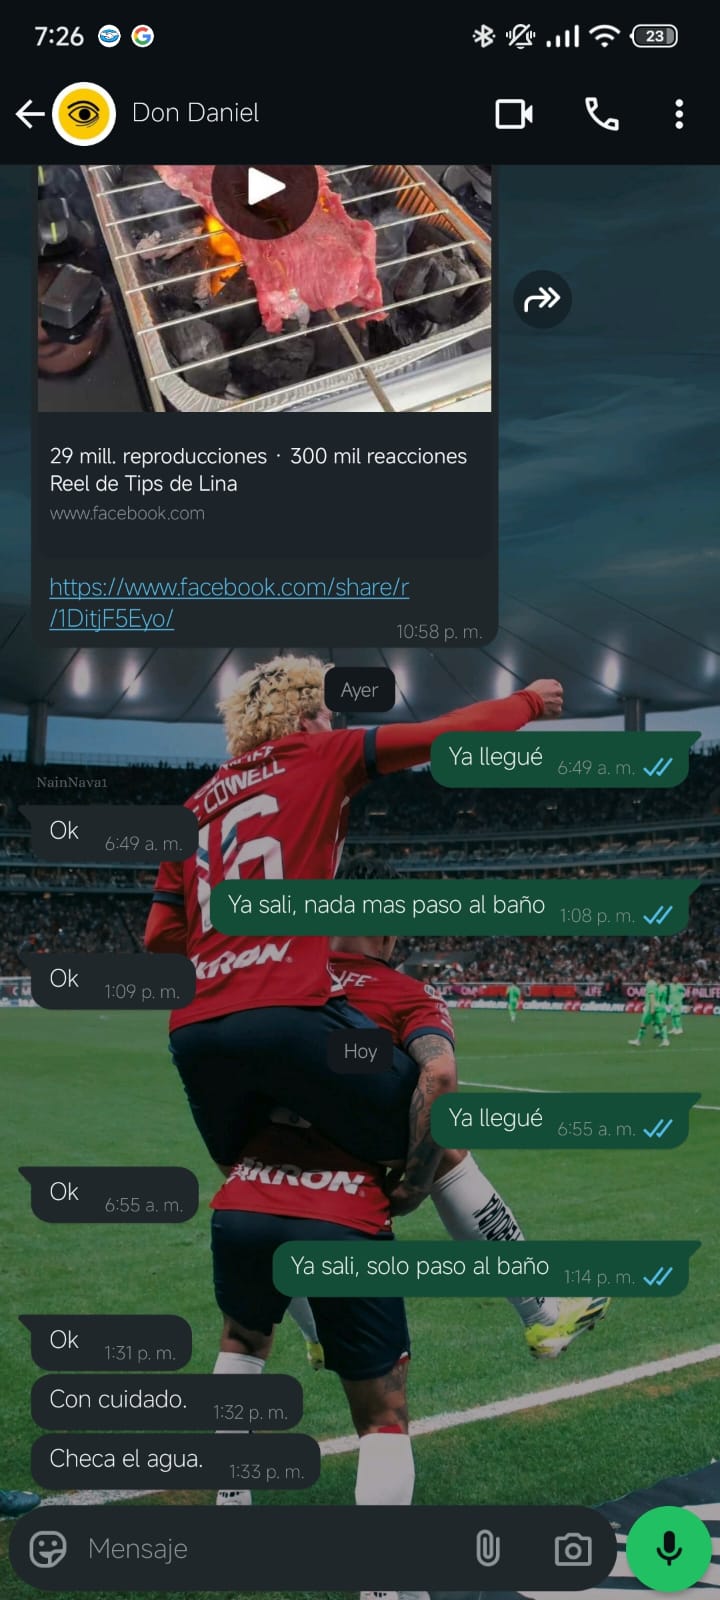 7:26
23
Don Daniel
29 mill. reproducciones · 300 mil reacciones
Reel de Tips de Lina
www.facebook.com
https://www.facebook.com/share/r
/1DitjF5Eyo/
10:58 p. m.
Ayer
Ya llegué 6:49 a. m.
NainNava1
COWELL
16
Ok 6:49 a. m.
Ya sali, nada mas paso al baño 1:08 p. m.
Ok 1:09 p. m.
Hoy
Ya llegué 6:55 a. m.
Ok 6:55 a. m.
AKRON
Ya sali, solo paso al baño 1:14 p. m.
Ok 1:31 p. m.
Con cuidado. 1:32 p. m.
Checa el agua. 1:33 p. m.
Mensaje